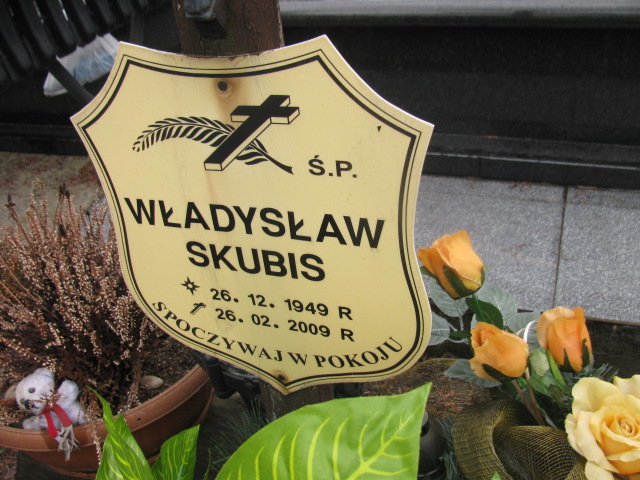 Ś.P.
WŁADYSŁAW
SKUBIS
26. 12. 1949 R
26. 02. 2009 R
SPOCZYWAJ W POKOJU